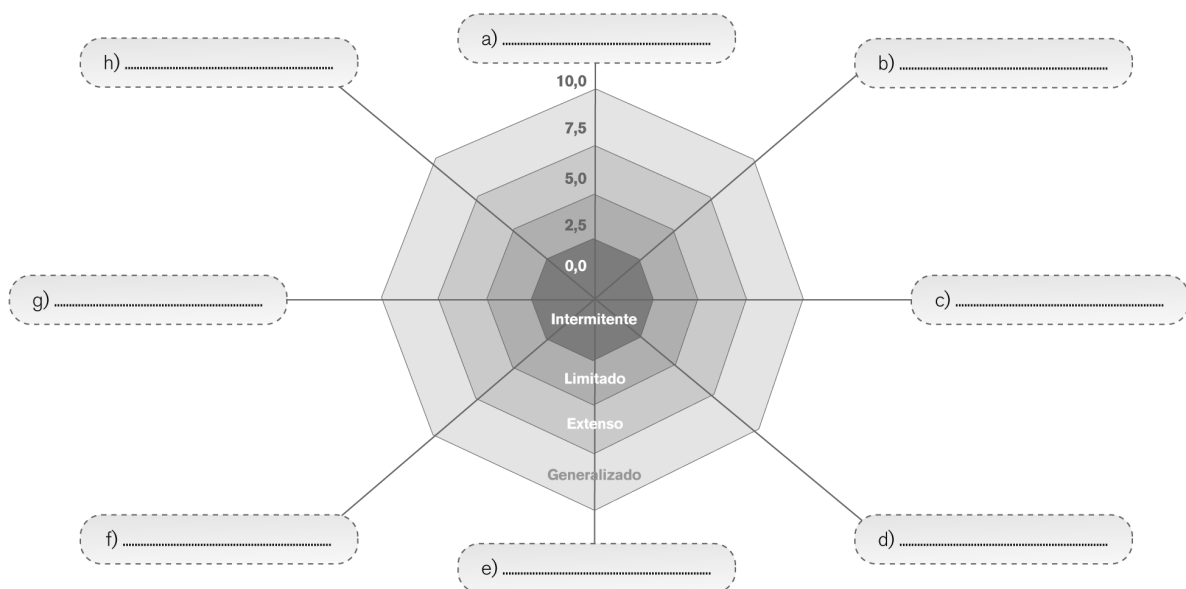 a) ........................................
h) ........................................
b) ........................................
10,0
7,5
5,0
2,5
0,0
g) ........................................
c) ........................................
Intermitente
Limitado
Extenso
Generalizado
f) ........................................
d) ........................................
e) ........................................